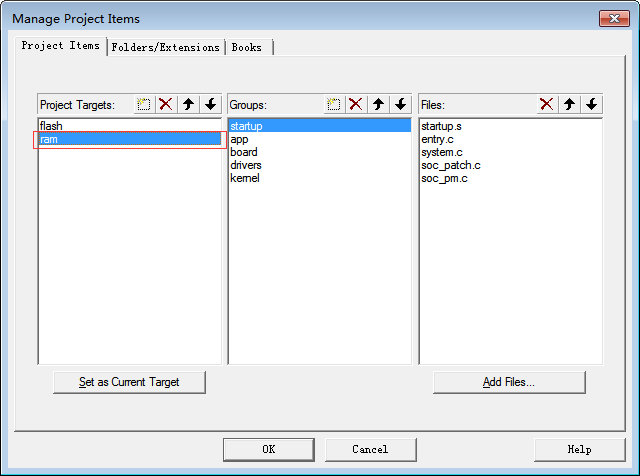 Manage Project Items
Project Items Folders/Extensions Books
Project Targets: Groups: Files:
flash
ram
startup
app
board
drivers
kernel
startup.s
entry.c
system.c
soc_patch.c
soc_pm.c
Set as Current Target Add Files...
OK Cancel Help